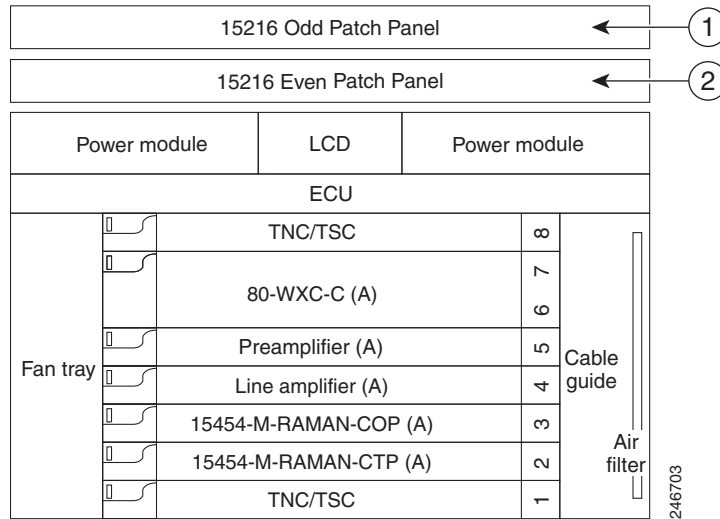 15216 Odd Patch Panel
1
15216 Even Patch Panel
2
Power module
LCD
Power module
ECU
TNC/TSC
8
80-WXC-C (A)
7
6
Preamplifier (A)
5
Line amplifier (A)
4
15454-M-RAMAN-COP (A)
3
15454-M-RAMAN-CTP (A)
2
TNC/TSC
1
Fan tray
Cable
guide
Air
filter
246703